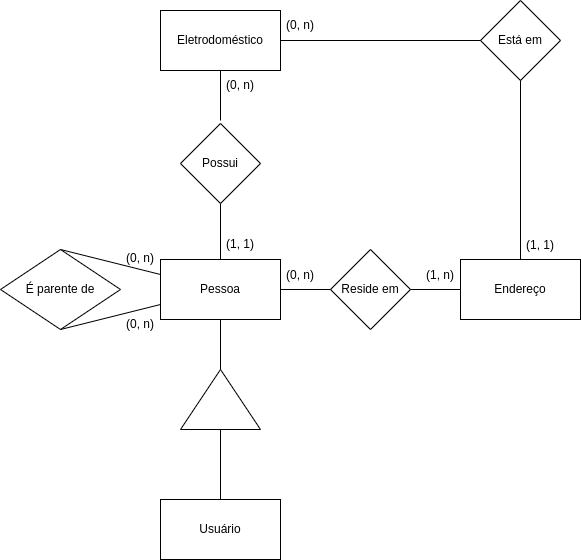 Eletrodoméstico
(0, n)
Está em
(0, n)
Possui
(1, 1)
(1, 1)
(0, n)
É parente de
(0, n)
Pessoa
(0, n)
Reside em
(1, n)
Endereço
Usuário